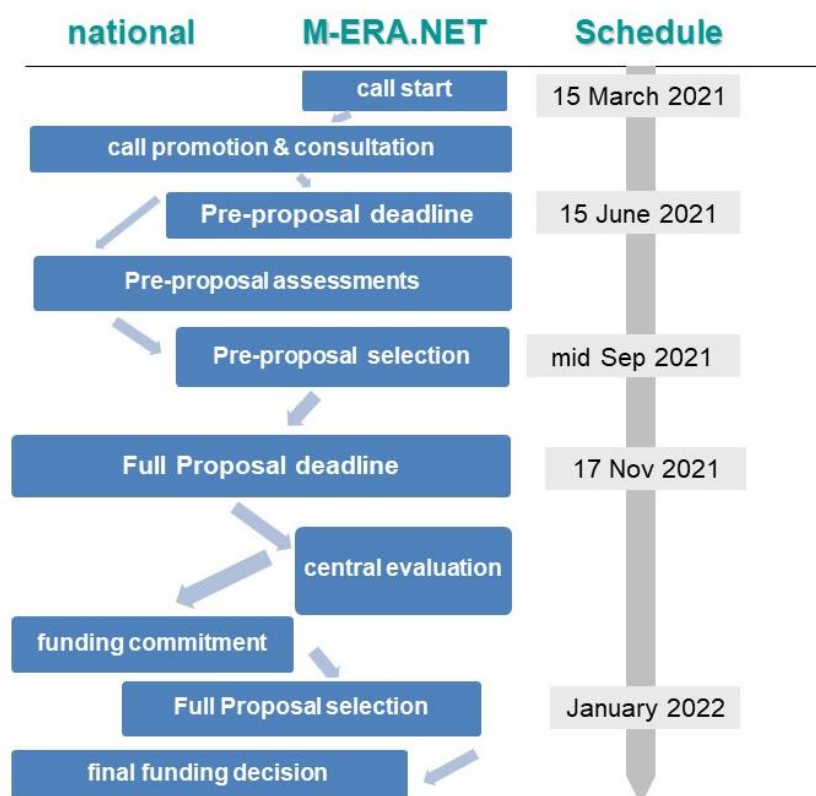 national M-ERA.NET Schedule
call start 15 March 2021
call promotion & consultation
Pre-proposal deadline 15 June 2021
Pre-proposal assessments
Pre-proposal selection mid Sep 2021
Full Proposal deadline 17 Nov 2021
central evaluation
funding commitment
Full Proposal selection January 2022
final funding decision